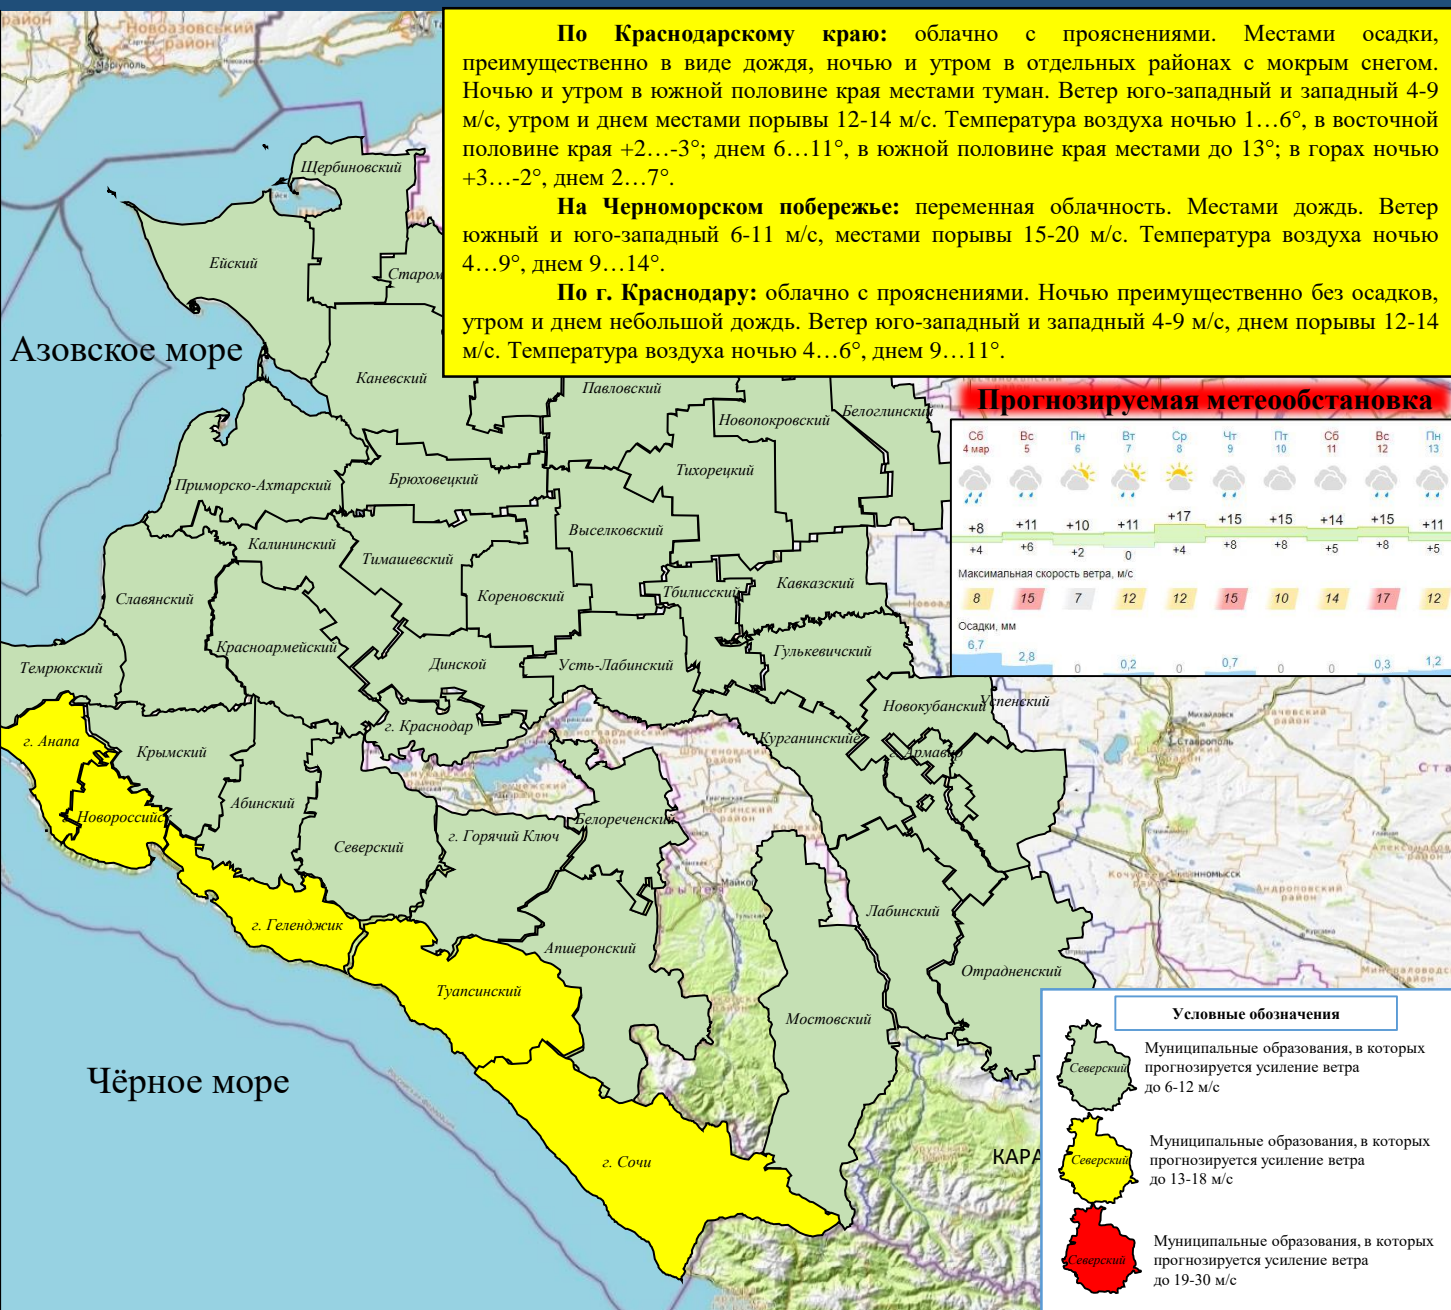 По Краснодарскому краю: облачно с прояснениями. Местами осадки,
преимущественно в виде дождя, ночью и утром в отдельных районах с мокрым снегом.
Ночью и утром в южной половине края местами туман. Ветер юго-западный и западный 4-9
м/с, утром и днем местами порывы 12-14 м/с. Температура воздуха ночью 1…6°, в восточной
половине края +2…-3°; днем 6…11°, в южной половине края местами до 13°; в горах ночью
+3…-2°, днем 2…7°.
На Черноморском побережье: переменная облачность. Местами дождь. Ветер
южный и юго-западный 6-11 м/с, местами порывы 15-20 м/с. Температура воздуха ночью
4…9°, днем 9…14°.
По г. Краснодару: облачно с прояснениями. Ночью преимущественно без осадков,
утром и днем небольшой дождь. Ветер юго-западный и западный 4-9 м/с, днем порывы 12-14
м/с. Температура воздуха ночью 4…6°, днем 9…11°.
Прогнозируемая метеообстановка
Сб Вс Пн Вт Ср Чт Пт Сб Вс Пн
4 мар 5 6 7 8 9 10 11 12 13
+8 +11 +10 +11 +17 +15 +15 +14 +15 +11
+4 +6 +2 0 +4 +8 +8 +5 +8 +5
Максимальная скорость ветра, м/с
8 15 7 12 12 15 10 14 17 12
Осадки, мм
6,7 2,8 0 0,2 0 0,7 0 0 0,3 1,2
Новоазовський
район
Маріуполь
Щербиновский
Ейский
Старом
Азовское море
Каневский
Павловский
Новопокровский
Белоглинский
Приморско-Ахтарский
Брюховецкий
Тихорецкий
Калининский
Тимашевский
Выселковский
Славянский
Кореновский
Тбилисский
Кавказский
Красноармейский
Темрюкский
Динской
Усть-Лабинский
Гулькевичский
г. Краснодар
Новокубанский
Успенский
г. Анапа
Крымский
Курганинский
г. Армавир
Михайловск
Ставрополь
Новороссийск
Абинский
Северский
г. Горячий Ключ
Белореченский
Майкоп
г. Геленджик
Апшеронский
Лабинский
Отрадненский
Андроповский
район
Туапсинский
Мостовский
Чёрное море
г. Сочи
КАРА
Условные обозначения
Северский
Муниципальные образования, в которых
прогнозируется усиление ветра
до 6-12 м/с
Северский
Муниципальные образования, в которых
прогнозируется усиление ветра
до 13-18 м/с
Северский
Муниципальные образования, в которых
прогнозируется усиление ветра
до 19-30 м/с